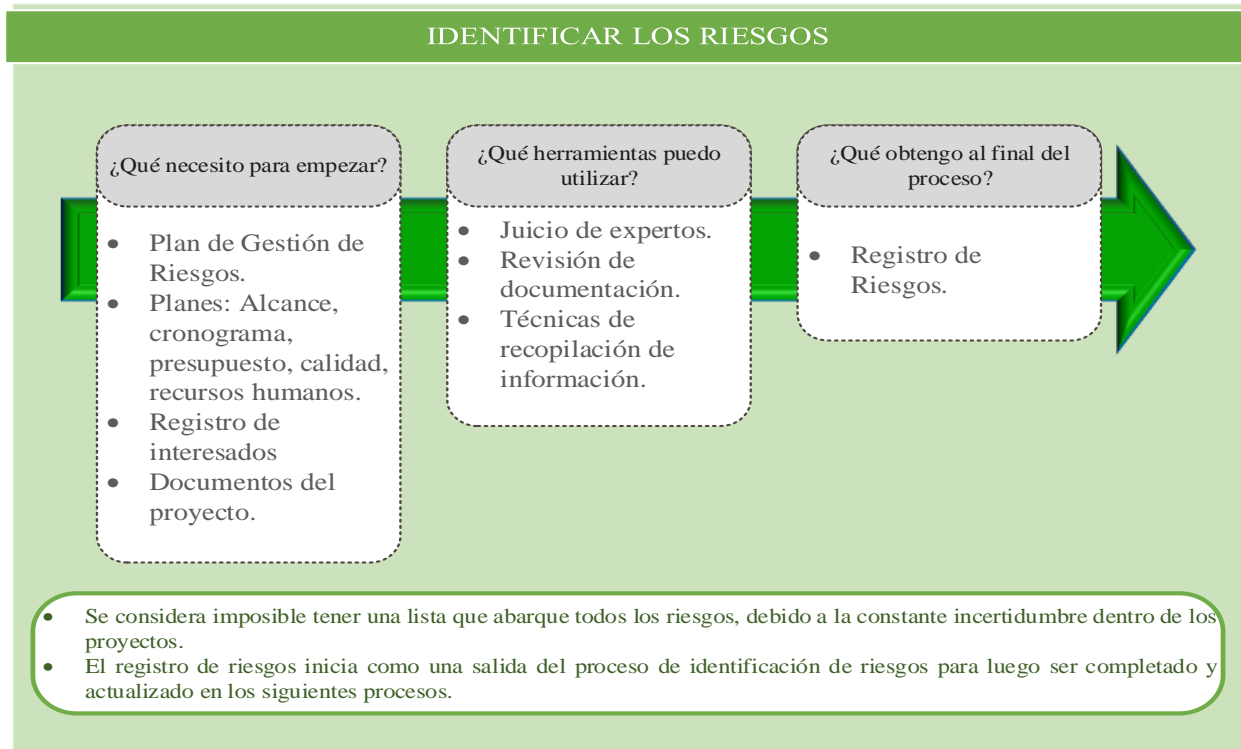 IDENTIFICAR LOS RIESGOS
¿Qué necesito para empezar?
• Plan de Gestión de
Riesgos.
• Planes: Alcance,
cronograma,
presupuesto, calidad,
recursos humanos.
• Registro de
interesados
• Documentos del
proyecto.
¿Qué herramientas puedo
utilizar?
• Juicio de expertos.
• Revisión de
documentación.
• Técnicas de
recopilación de
información.
¿Qué obtengo al final del
proceso?
• Registro de
Riesgos.
• Se considera imposible tener una lista que abarque todos los riesgos, debido a la constante incertidumbre dentro de los
proyectos.
• El registro de riesgos inicia como una salida del proceso de identificación de riesgos para luego ser completado y
actualizado en los siguientes procesos.